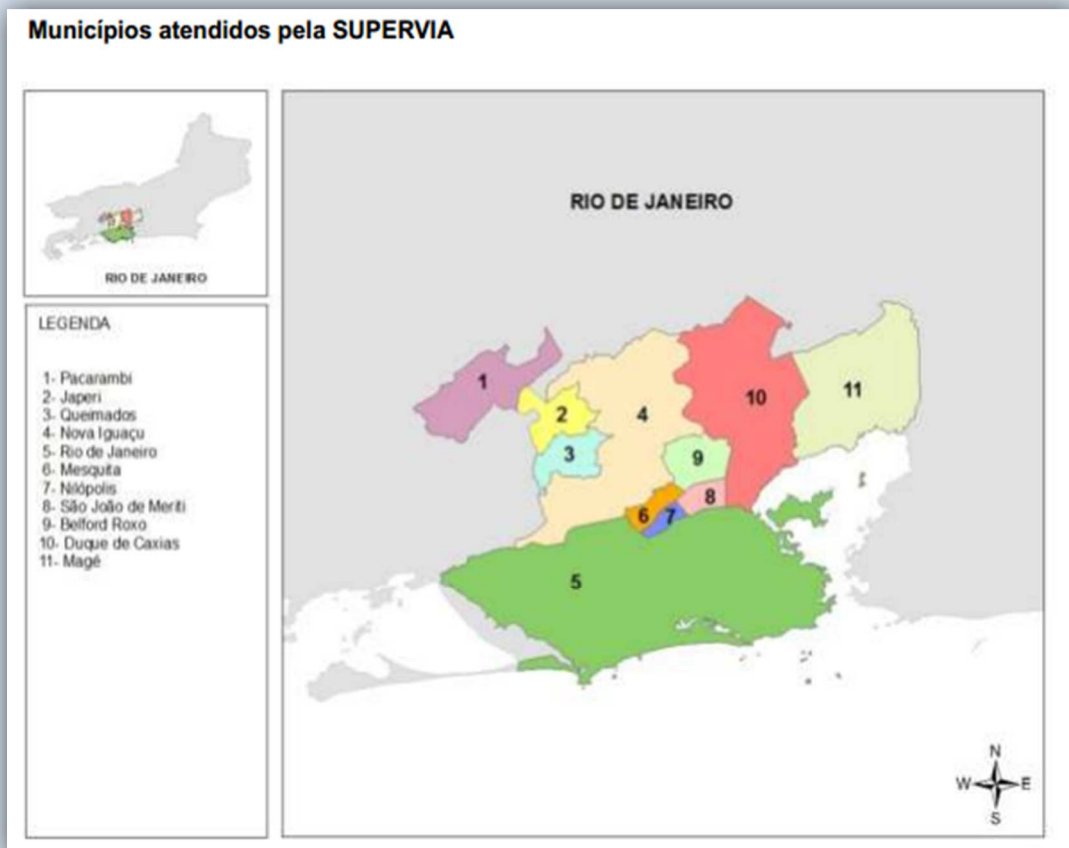 Municípios atendidos pela SUPERVIA
RIO DE JANEIRO
LEGENDA
1- Pacarambi
2- Japeri
3- Queimados
4- Nova Iguaçu
5- Rio de Janeiro
6- Mesquita
7- Nilópolis
8- São João de Meriti
9- Belford Roxo
10- Duque de Caxias
11- Magé
RIO DE JANEIRO
1
2
3
4
5
6
7
8
9
10
11
N
W E
S